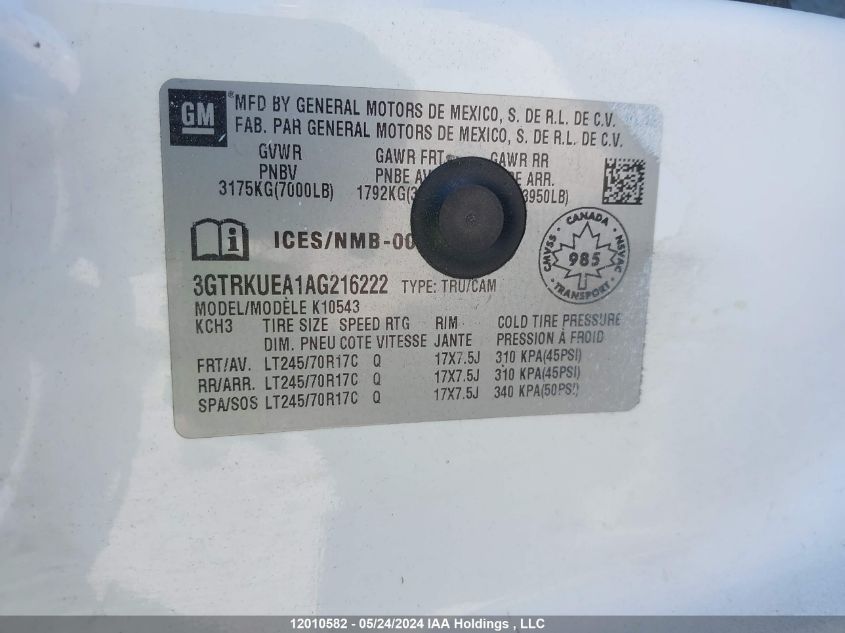 GM ®MFD BY GENERAL MOTORS DE MEXICO, S. DE R.L. DE C.V.
FAB. PAR GENERAL MOTORS DE MEXICO, S. DE R.L. DE C.V.
GVWR GAWR FRT GAWR RR
PNBV PNBE ARR.
3175KG(7000LB) 1792KG( 3950LB)
ICES/NMB-00
CANADA
CMVSS NSVAC
985
TRANSPORT
3GTRKUEA1AG216222 TYPE: TRU/CAM
MODEL/MODÈLE K10543
KCH3 TIRE SIZE SPEED RTG RIM COLD TIRE PRESSURE
DIM. PNEU COTE VITESSE JANTE PRESSION À FROID
FRT/AV. LT245/70R17C Q 17X7.5J 310 KPA(45PSI)
RR/ARR. LT245/70R17C Q 17X7.5J 310 KPA(45PSI)
SPA/SOS LT245/70R17C Q 17X7.5J 340 KPA(50PSI)
12010582 - 05/24/2024 IAA Holdings , LLC